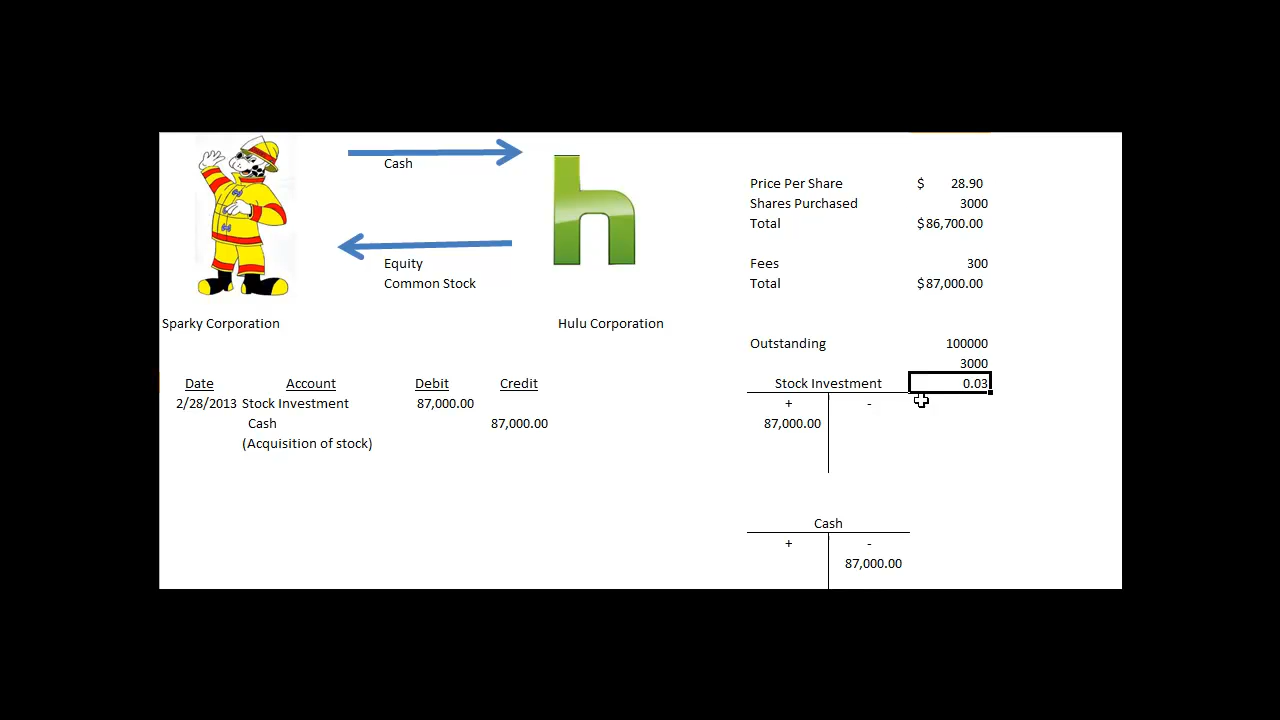 Cash
Equity
Common Stock
h
Sparky Corporation
Hulu Corporation
Price Per Share $ 28.90
Shares Purchased 3000
Total $86,700.00
Fees 300
Total $87,000.00
Outstanding 100000
3000
Date Account Debit Credit
2/28/2013 Stock Investment 87,000.00
Cash 87,000.00
(Acquisition of stock)
Stock Investment 0.03
+ -
87,000.00
Cash
+ -
87,000.00